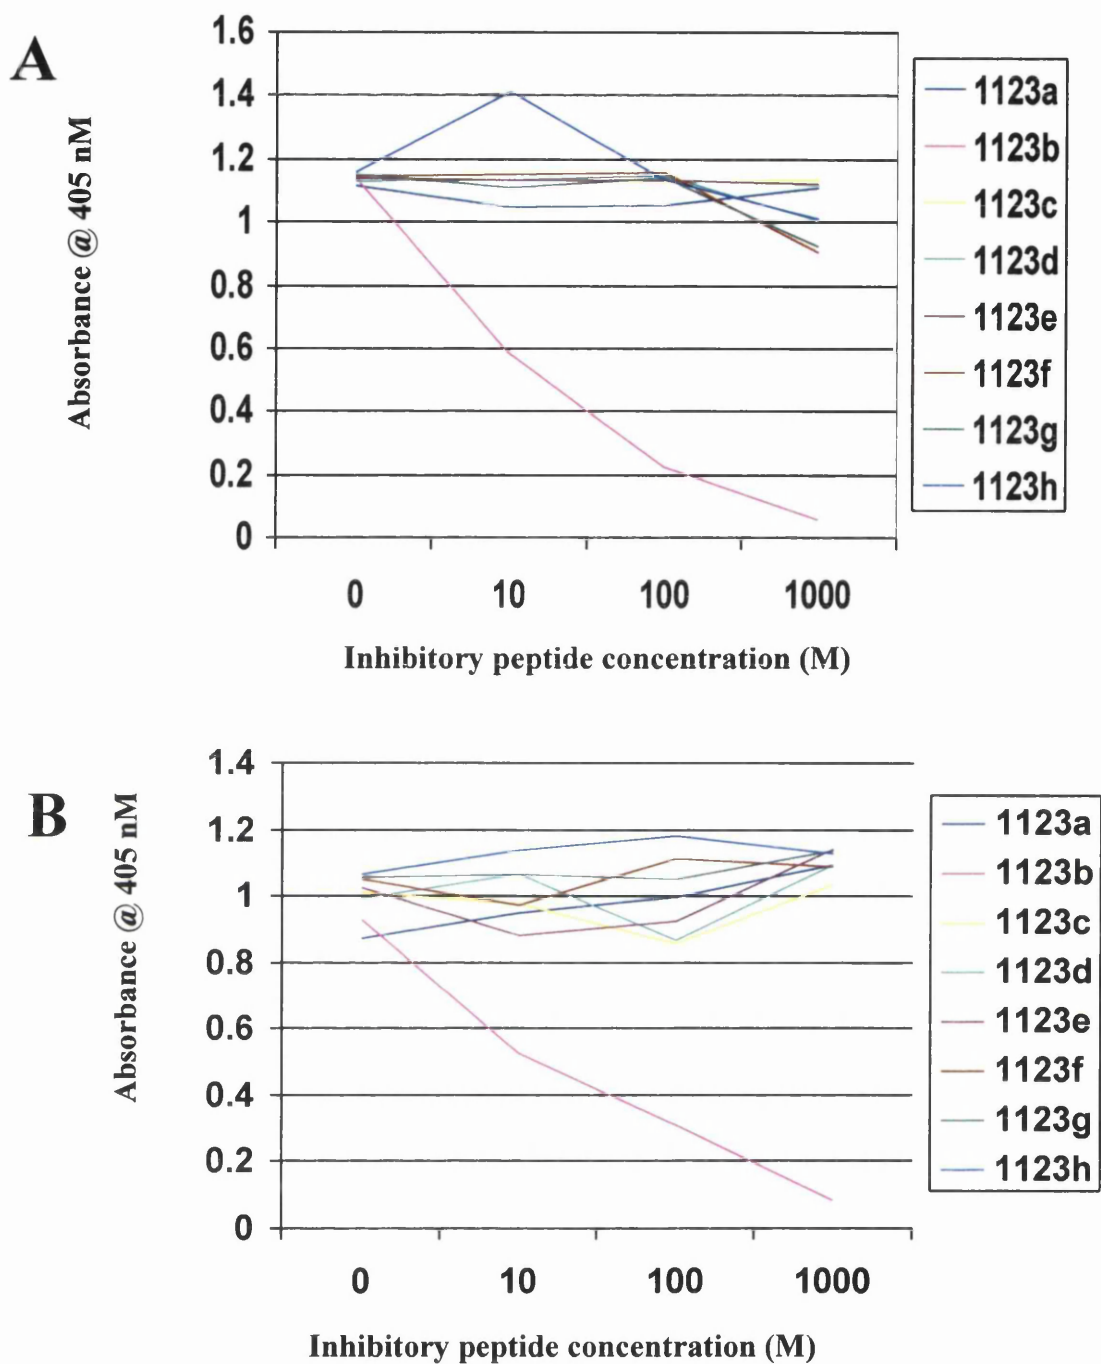 A
Absorbance @ 405 nM
1.6
1.4
1.2
1
0.8
0.6
0.4
0.2
0
0 10 100 1000
Inhibitory peptide concentration (M)
1123a
1123b
1123c
1123d
1123e
1123f
1123g
1123h
B
Absorbance @ 405 nM
1.4
1.2
1
0.8
0.6
0.4
0.2
0
0 10 100 1000
Inhibitory peptide concentration (M)
1123a
1123b
1123c
1123d
1123e
1123f
1123g
1123h